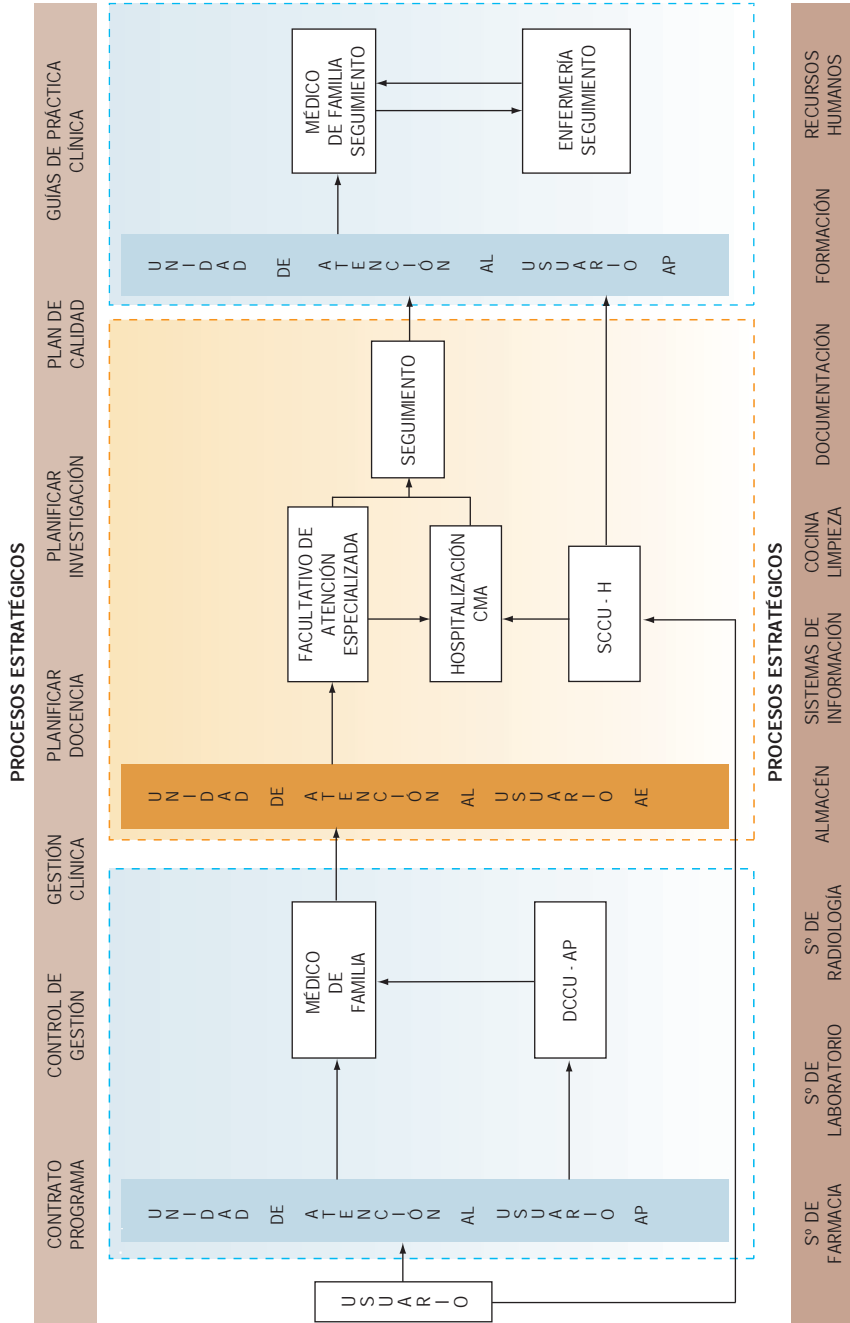 PROCESOS ESTRATÉGICOS
CONTRATO
PROGRAMA
CONTROL DE
GESTIÓN
GESTIÓN
CLÍNICA
PLANIFICAR
DOCENCIA
PLANIFICAR
INVESTIGACIÓN
PLAN DE
CALIDAD
GUÍAS DE PRÁCTICA
CLÍNICA
USUARIO
UNIDAD DE ATENCIÓN AL USUARIO AP
MÉDICO
DE
FAMILIA
DCCU - AP
UNIDAD DE ATENCIÓN AL USUARIO AE
FACULTATIVO DE
ATENCIÓN
ESPECIALIZADA
HOSPITALIZACIÓN
CMA
SCCU - H
SEGUIMIENTO
UNIDAD DE ATENCIÓN AL USUARIO AP
MÉDICO
DE FAMILIA
SEGUIMIENTO
ENFERMERÍA
SEGUIMIENTO
PROCESOS ESTRATÉGICOS
Sº DE
FARMACIA
Sº DE
LABORATORIO
Sº DE
RADIOLOGÍA
ALMACÉN
SISTEMAS DE
INFORMACIÓN
COCINA
LIMPIEZA
DOCUMENTACIÓN
FORMACIÓN
RECURSOS
HUMANOS